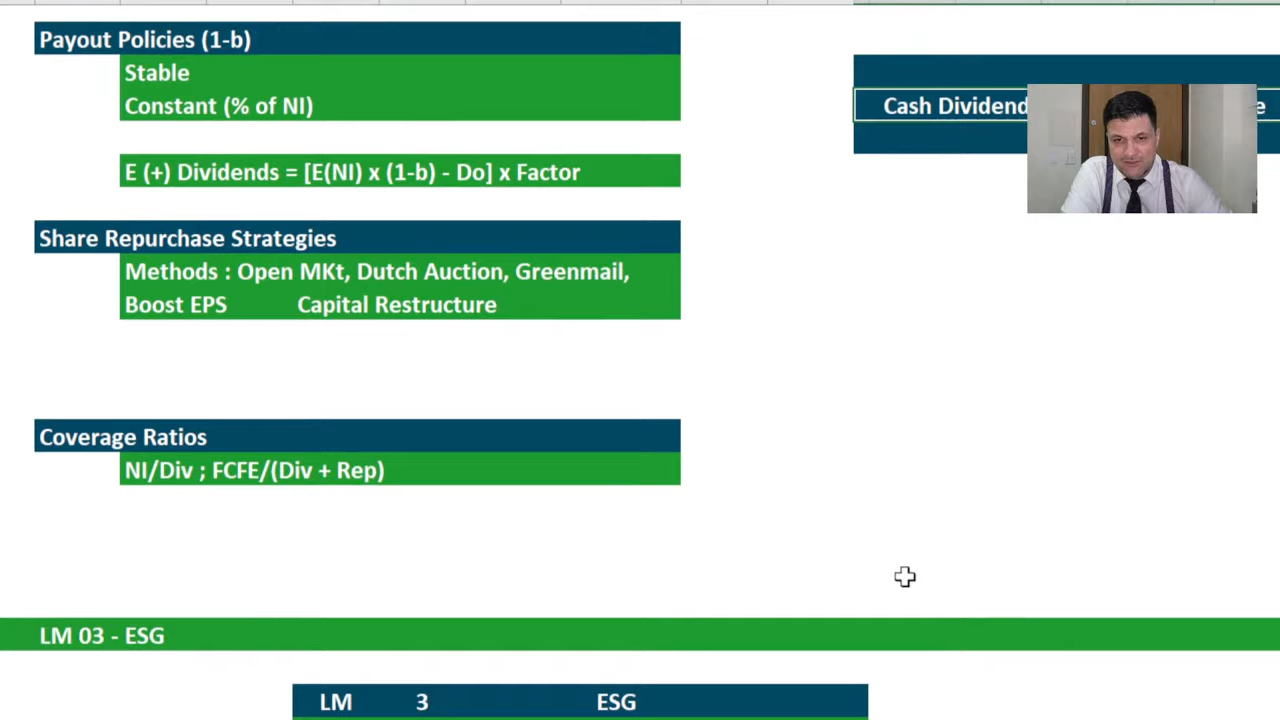 Payout Policies (1-b)
Stable
Constant (% of NI)
E (+) Dividends = [E(NI) x (1-b) - Do] x Factor
Share Repurchase Strategies
Methods : Open MKt, Dutch Auction, Greenmail,
Boost EPS Capital Restructure
Coverage Ratios
NI/Div ; FCFE/(Div + Rep)
Cash Dividend
LM 03 - ESG
LM 3 ESG